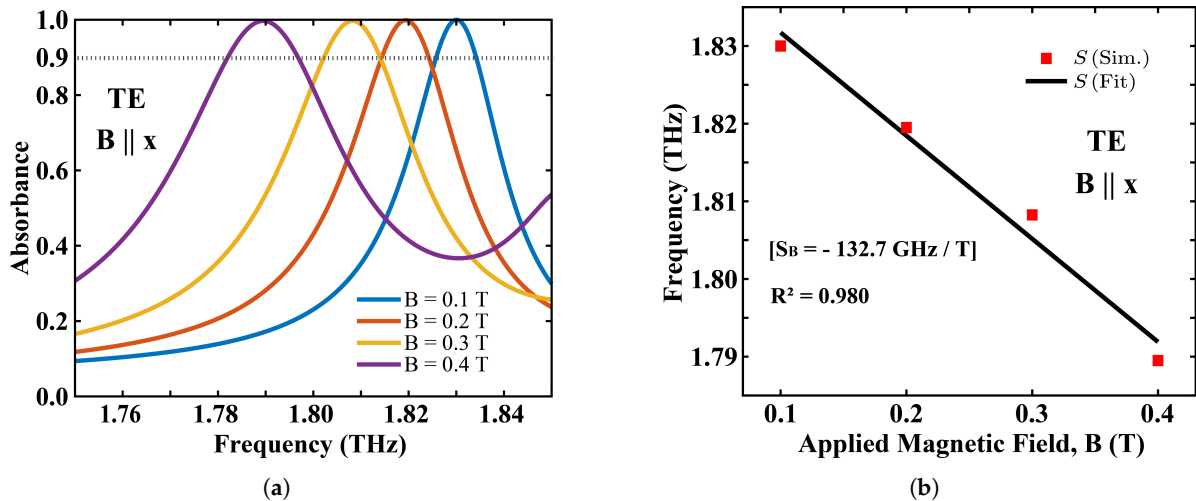 1.0
0.9
0.8
0.6
0.4
0.2
0.0
Absorbance
TE
B ∥ x
B = 0.1 T
B = 0.2 T
B = 0.3 T
B = 0.4 T
1.76 1.78 1.80 1.82 1.84
Frequency (THz)
(a)
1.83
1.82
1.81
1.80
1.79
Frequency (THz)
S (Sim.)
S (Fit)
TE
B ∥ x
[SB = - 132.7 GHz / T]
R² = 0.980
0.1 0.2 0.3 0.4
Applied Magnetic Field, B (T)
(b)